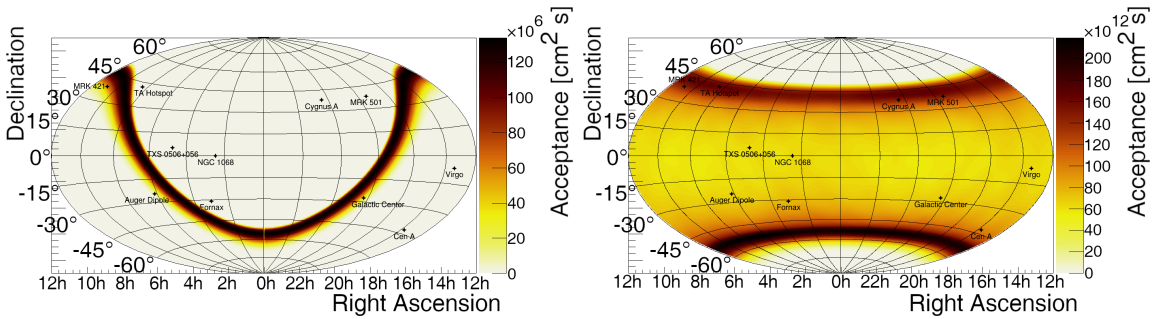 Declination
60°
45°
30°
15°
0°
-15°
-30°
-45°
-60°
MRK 421
TA Hotspot
Cygnus A
MRK 501
TXS 0506+056
NGC 1068
Virgo
Auger Dipole
Fornax
Galactic Center
Cen A
12h 10h 8h 6h 4h 2h 0h 22h 20h 18h 16h 14h 12h
Right Ascension
×10⁶
120
100
80
60
40
20
0
Acceptance [cm² s]
Declination
60°
45°
30°
15°
0°
-15°
-30°
-45°
-60°
MRK 421
TA Hotspot
Cygnus A
MRK 501
TXS 0506+056
NGC 1068
Virgo
Auger Dipole
Fornax
Galactic Center
Cen A
12h 10h 8h 6h 4h 2h 0h 22h 20h 18h 16h 14h 12h
Right Ascension
×10¹²
200
180
160
140
120
100
80
60
40
20
0
Acceptance [cm² s]